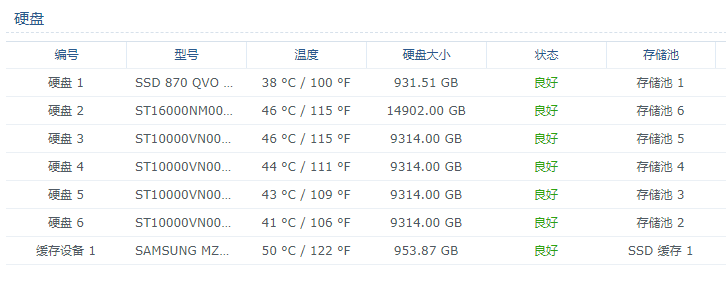 硬盘
编号 型号 温度 硬盘大小 状态 存储池
硬盘 1 SSD 870 QVO ... 38 °C / 100 °F 931.51 GB 良好 存储池 1
硬盘 2 ST16000NM00... 46 °C / 115 °F 14902.00 GB 良好 存储池 6
硬盘 3 ST10000VN00... 46 °C / 115 °F 9314.00 GB 良好 存储池 5
硬盘 4 ST10000VN00... 44 °C / 111 °F 9314.00 GB 良好 存储池 4
硬盘 5 ST10000VN00... 43 °C / 109 °F 9314.00 GB 良好 存储池 3
硬盘 6 ST10000VN00... 41 °C / 106 °F 9314.00 GB 良好 存储池 2
缓存设备 1 SAMSUNG MZ... 50 °C / 122 °F 953.87 GB 良好 SSD 缓存 1